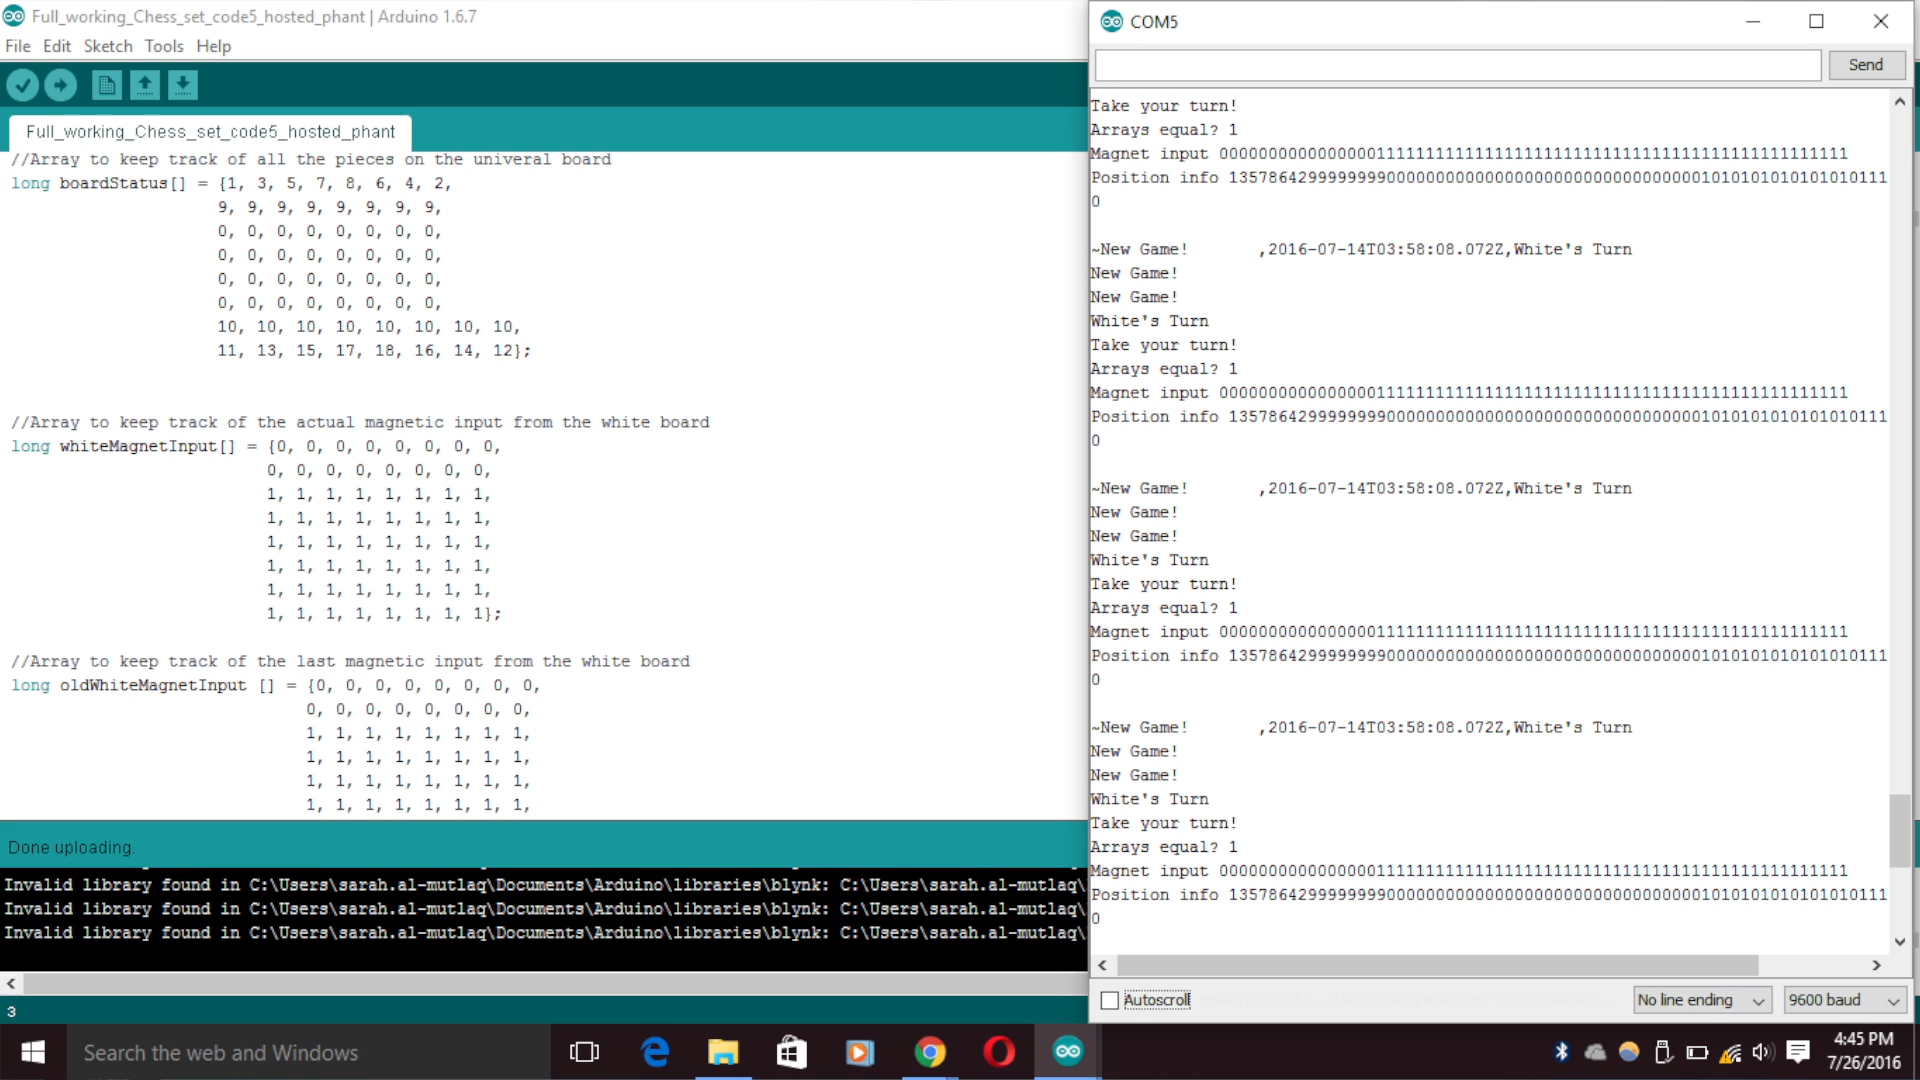 Full_working_Chess_set_code5_hosted_phant | Arduino 1.6.7
File Edit Sketch Tools Help
Full_working_Chess_set_code5_hosted_phant
//Array to keep track of all the pieces on the univeral board
long boardStatus[] = {1, 3, 5, 7, 8, 6, 4, 2,
9, 9, 9, 9, 9, 9, 9, 9,
0, 0, 0, 0, 0, 0, 0, 0,
0, 0, 0, 0, 0, 0, 0, 0,
0, 0, 0, 0, 0, 0, 0, 0,
0, 0, 0, 0, 0, 0, 0, 0,
10, 10, 10, 10, 10, 10, 10, 10,
11, 13, 15, 17, 18, 16, 14, 12};
//Array to keep track of the actual magnetic input from the white board
long whiteMagnetInput[] = {0, 0, 0, 0, 0, 0, 0, 0,
0, 0, 0, 0, 0, 0, 0, 0,
1, 1, 1, 1, 1, 1, 1, 1,
1, 1, 1, 1, 1, 1, 1, 1,
1, 1, 1, 1, 1, 1, 1, 1,
1, 1, 1, 1, 1, 1, 1, 1,
1, 1, 1, 1, 1, 1, 1, 1,
1, 1, 1, 1, 1, 1, 1, 1};
//Array to keep track of the last magnetic input from the white board
long oldWhiteMagnetInput [] = {0, 0, 0, 0, 0, 0, 0, 0,
0, 0, 0, 0, 0, 0, 0, 0,
1, 1, 1, 1, 1, 1, 1, 1,
1, 1, 1, 1, 1, 1, 1, 1,
1, 1, 1, 1, 1, 1, 1, 1,
1, 1, 1, 1, 1, 1, 1, 1,
Done uploading.
Invalid library found in C:\Users\sarah.al-mutlaq\Documents\Arduino\libraries\blynk: C:\Users\sarah.al-mutlaq\
Invalid library found in C:\Users\sarah.al-mutlaq\Documents\Arduino\libraries\blynk: C:\Users\sarah.al-mutlaq\
Invalid library found in C:\Users\sarah.al-mutlaq\Documents\Arduino\libraries\blynk: C:\Users\sarah.al-mutlaq\
3
COM5
Send
Take your turn!
Arrays equal? 1
Magnet input 0000000000000000111111111111111111111111111111111111111111111111
Position info 1357864299999999000000000000000000000000000000001010101010101010111
0
~New Game! ,2016-07-14T03:58:08.072Z,White's Turn
New Game!
New Game!
White's Turn
Take your turn!
Arrays equal? 1
Magnet input 0000000000000000111111111111111111111111111111111111111111111111
Position info 1357864299999999000000000000000000000000000000001010101010101010111
0
~New Game! ,2016-07-14T03:58:08.072Z,White's Turn
New Game!
New Game!
White's Turn
Take your turn!
Arrays equal? 1
Magnet input 0000000000000000111111111111111111111111111111111111111111111111
Position info 1357864299999999000000000000000000000000000000001010101010101010111
0
~New Game! ,2016-07-14T03:58:08.072Z,White's Turn
New Game!
New Game!
White's Turn
Take your turn!
Arrays equal? 1
Magnet input 0000000000000000111111111111111111111111111111111111111111111111
Position info 1357864299999999000000000000000000000000000000001010101010101010111
0
Autoscroll No line ending 9600 baud
Search the web and Windows
4:45 PM
7/26/2016